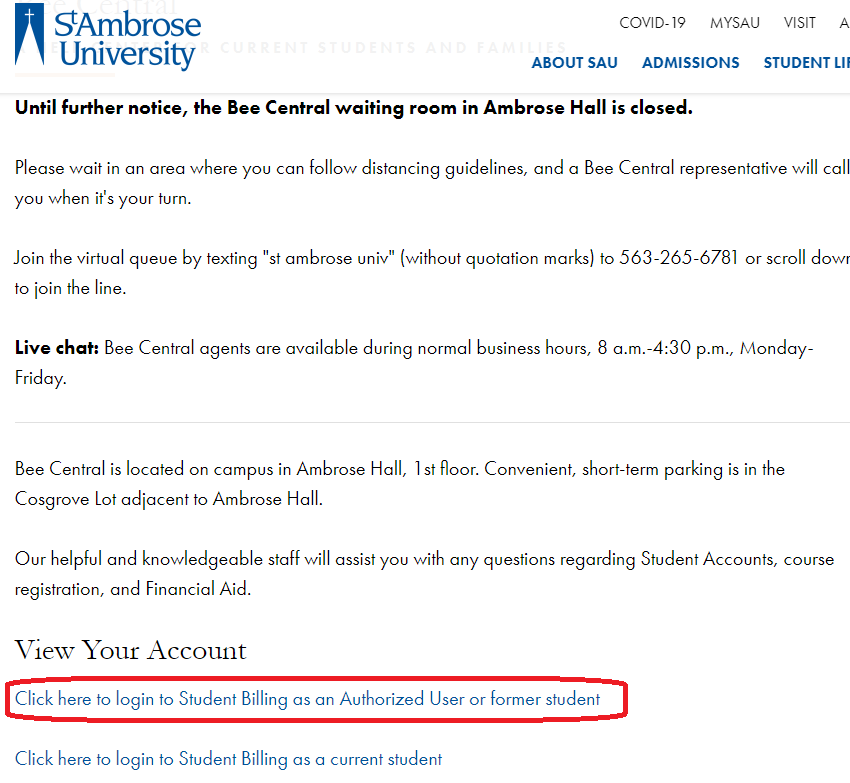 St Ambrose
University
COVID-19 MYSAU VISIT A
CURRENT STUDENTS AND FAMILIES
ABOUT SAU ADMISSIONS STUDENT LI
Until further notice, the Bee Central waiting room in Ambrose Hall is closed.
Please wait in an area where you can follow distancing guidelines, and a Bee Central representative will call
you when it's your turn.
Join the virtual queue by texting "st ambrose univ" (without quotation marks) to 563-265-6781 or scroll down
to join the line.
Live chat: Bee Central agents are available during normal business hours, 8 a.m.-4:30 p.m., Monday-
Friday.
Bee Central is located on campus in Ambrose Hall, 1st floor. Convenient, short-term parking is in the
Cosgrove Lot adjacent to Ambrose Hall.
Our helpful and knowledgeable staff will assist you with any questions regarding Student Accounts, course
registration, and Financial Aid.
View Your Account
Click here to login to Student Billing as an Authorized User or former student
Click here to login to Student Billing as a current student